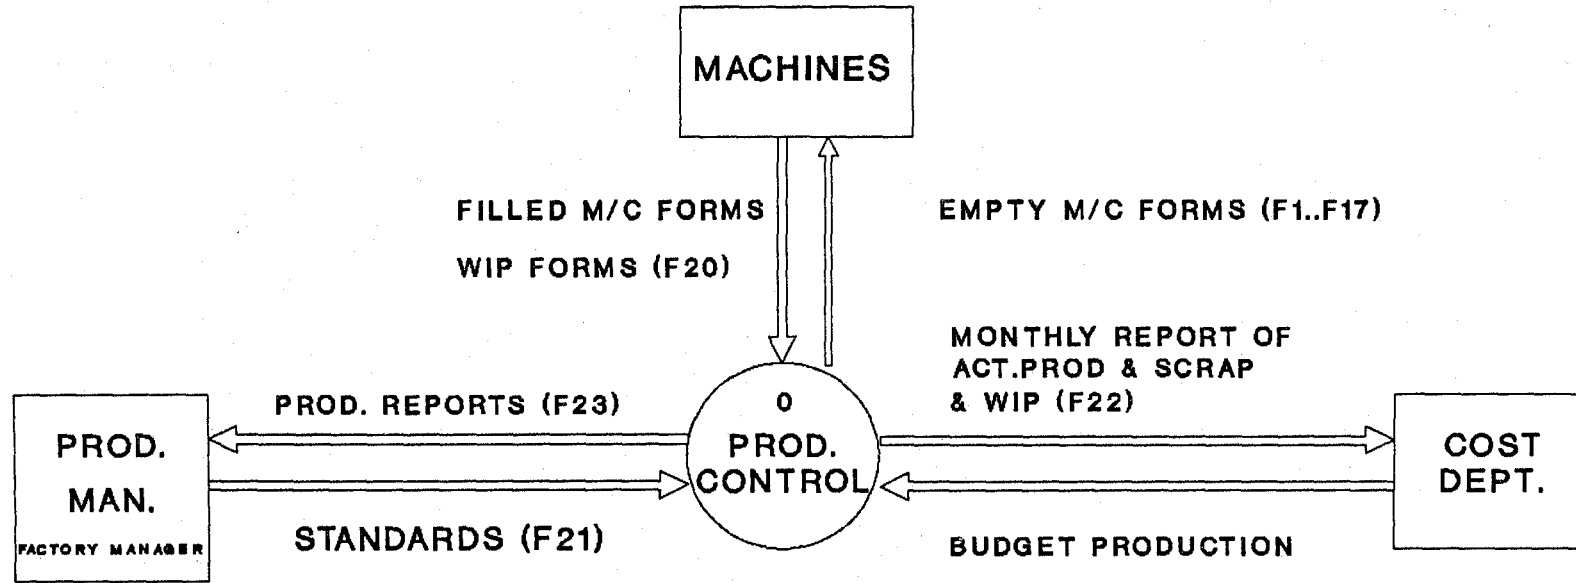 MACHINES
FILLED M/C FORMS
WIP FORMS (F20)
EMPTY M/C FORMS (F1..F17)
MONTHLY REPORT OF
ACT.PROD & SCRAP
& WIP (F22)
PROD. REPORTS (F23)
0
PROD.
CONTROL
PROD.
MAN.
FACTORY MANAGER
STANDARDS (F21)
COST
DEPT.
BUDGET PRODUCTION